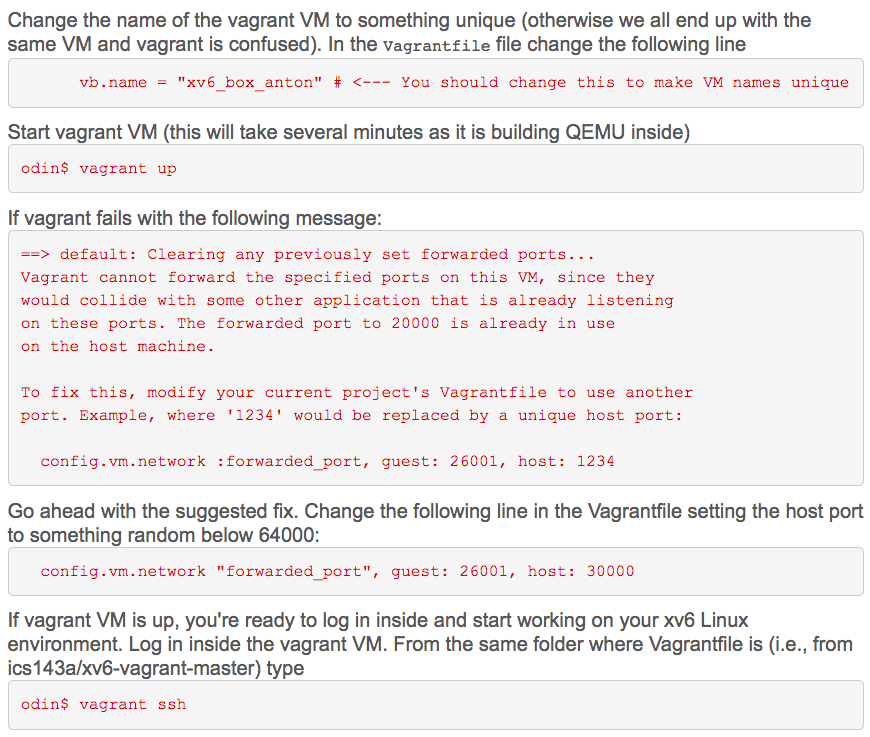 Change the name of the vagrant VM to something unique (otherwise we all end up with the
same VM and vagrant is confused). In the Vagrantfile file change the following line
vb.name = "xv6_box_anton" # <--- You should change this to make VM names unique
Start vagrant VM (this will take several minutes as it is building QEMU inside)
odin$ vagrant up
If vagrant fails with the following message:
==> default: Clearing any previously set forwarded ports...
Vagrant cannot forward the specified ports on this VM, since they
would collide with some other application that is already listening
on these ports. The forwarded port to 20000 is already in use
on the host machine.
To fix this, modify your current project's Vagrantfile to use another
port. Example, where '1234' would be replaced by a unique host port:
config.vm.network :forwarded_port, guest: 26001, host: 1234
Go ahead with the suggested fix. Change the following line in the Vagrantfile setting the host port
to something random below 64000:
config.vm.network "forwarded_port", guest: 26001, host: 30000
If vagrant VM is up, you're ready to log in inside and start working on your xv6 Linux
environment. Log in inside the vagrant VM. From the same folder where Vagrantfile is (i.e., from
ics143a/xv6-vagrant-master) type
odin$ vagrant ssh